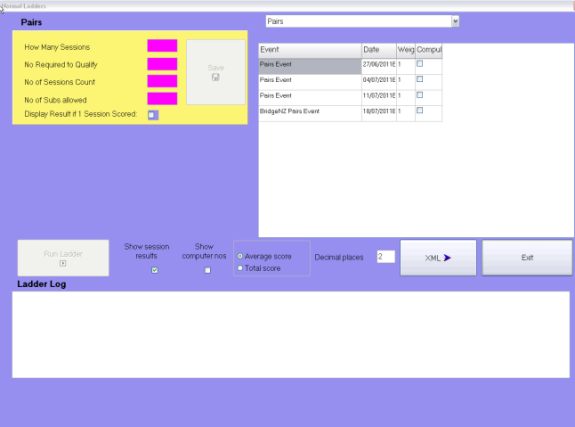 Normal Ladders
Pairs
Pairs
How Many Sessions
No Required to Qualify
No of Sessions Count
No of Subs allowed
Display Result if 1 Session Scored:
Save
Event Date Weig Compul
Pairs Event 27/06/2011 1
Pairs Event 04/07/2011 1
Pairs Event 11/07/2011 1
BridgeNZ Pairs Event 18/07/2011 1
Run Ladder
Show session results
Show computer nos
Average score
Total score
Decimal places 2
XML
Exit
Ladder Log